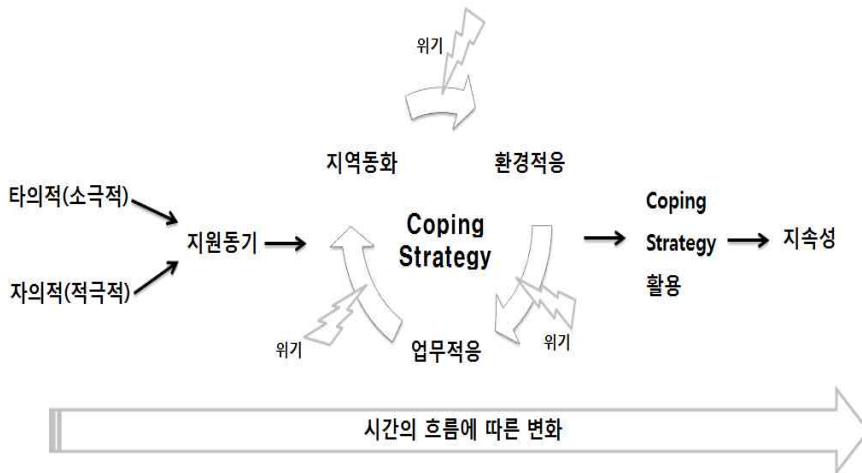 위기
지역동화
환경적응
타의적(소극적)
자의적(적극적)
지원동기
Coping
Strategy
업무적응
위기
위기
Coping
Strategy
활용
지속성
시간의 흐름에 따른 변화